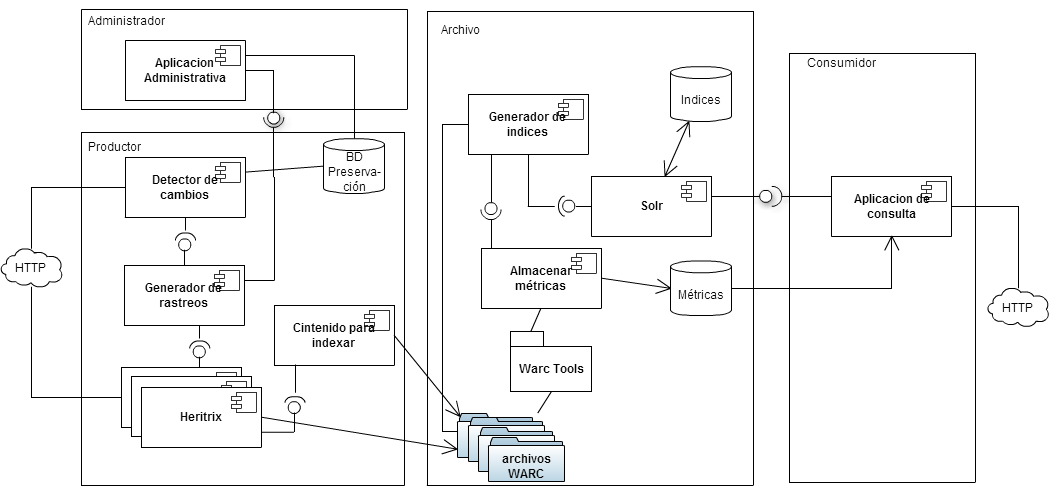 Administrador
Aplicacion
Administrativa
Productor
BD
Preserva-
ción
Detector de
cambios
HTTP
Generador de
rastreos
Cintenido para
indexar
Heritrix
Archivo
Generador de
indices
Indices
Solr
Almacenar
métricas
Métricas
Warc Tools
archivos
WARC
Consumidor
Aplicacion de
consulta
HTTP